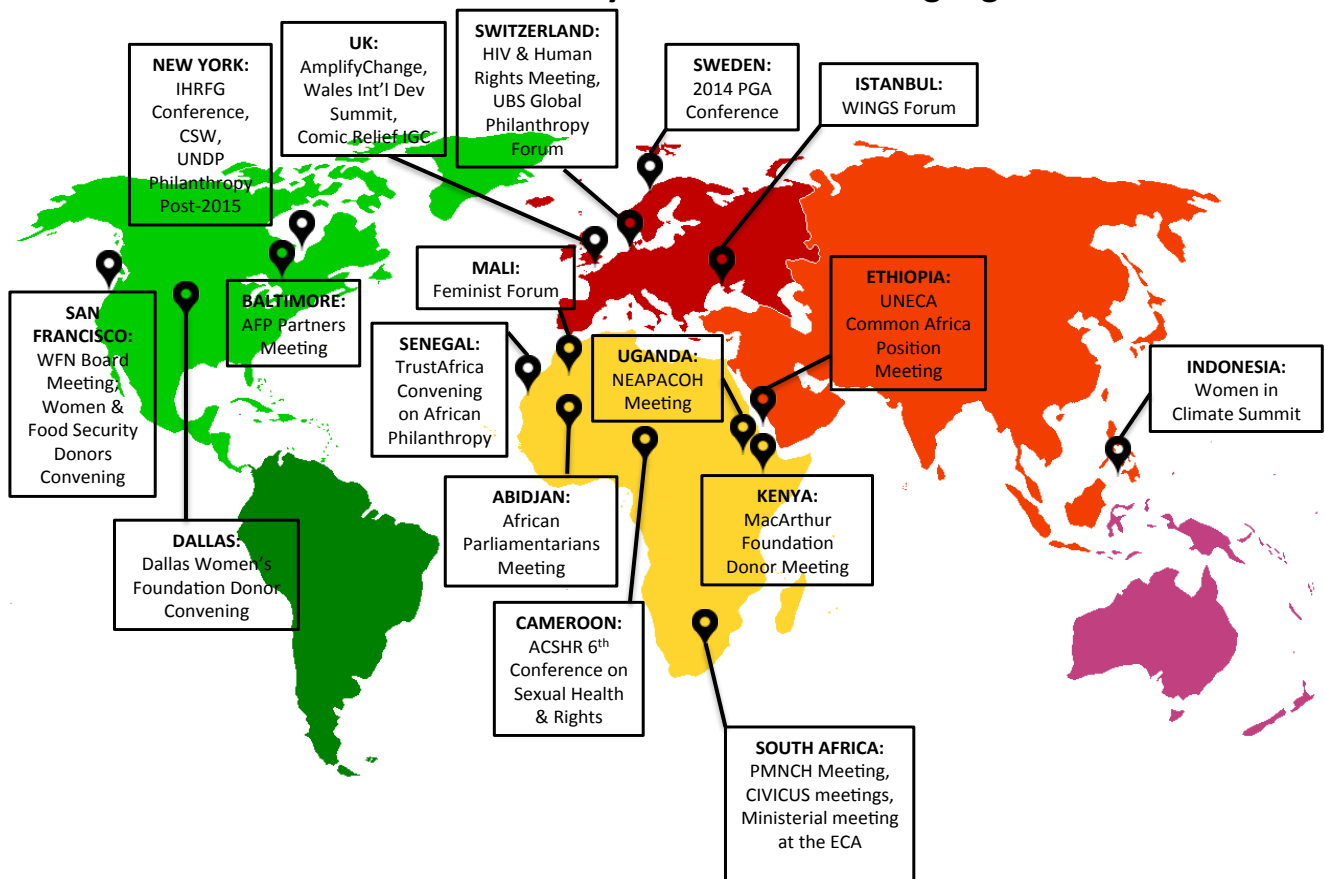 NEW YORK:
IHRFG
Conference,
CSW,
UNDP
Philanthropy
Post-2015
UK:
AmplifyChange,
Wales Int'l Dev
Summit,
Comic Relief IGC
SWITZERLAND:
HIV & Human
Rights Meeting,
UBS Global
Philanthropy
Forum
SWEDEN:
2014 PGA
Conference
ISTANBUL:
WINGS Forum
SAN
FRANCISCO:
WFN Board
Meeting;
Women &
Food Security
Donors
Convening
BALTIMORE:
AFP Partners
Meeting
MALI:
Feminist Forum
SENEGAL:
TrustAfrica
Convening
on African
Philanthropy
UGANDA:
NEAPACOH
Meeting
ETHIOPIA:
UNECA
Common Africa
Position
Meeting
INDONESIA:
Women in
Climate Summit
DALLAS:
Dallas Women's
Foundation Donor
Convening
ABIDJAN:
African
Parliamentarians
Meeting
KENYA:
MacArthur
Foundation
Donor Meeting
CAMEROON:
ACSHR 6th
Conference on
Sexual Health
& Rights
SOUTH AFRICA:
PMNCH Meeting,
CIVICUS meetings,
Ministerial meeting
at the ECA